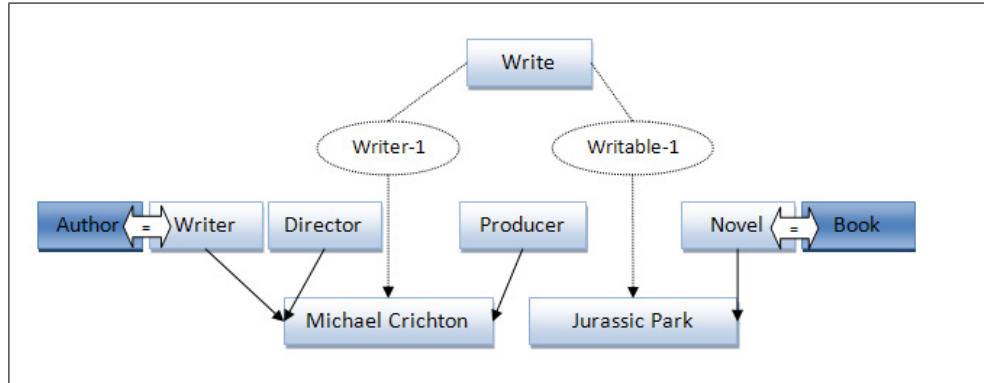 Write
Writer-1
Writable-1
Author
=
Writer
Director
Producer
Novel
=
Book
Michael Crichton
Jurassic Park